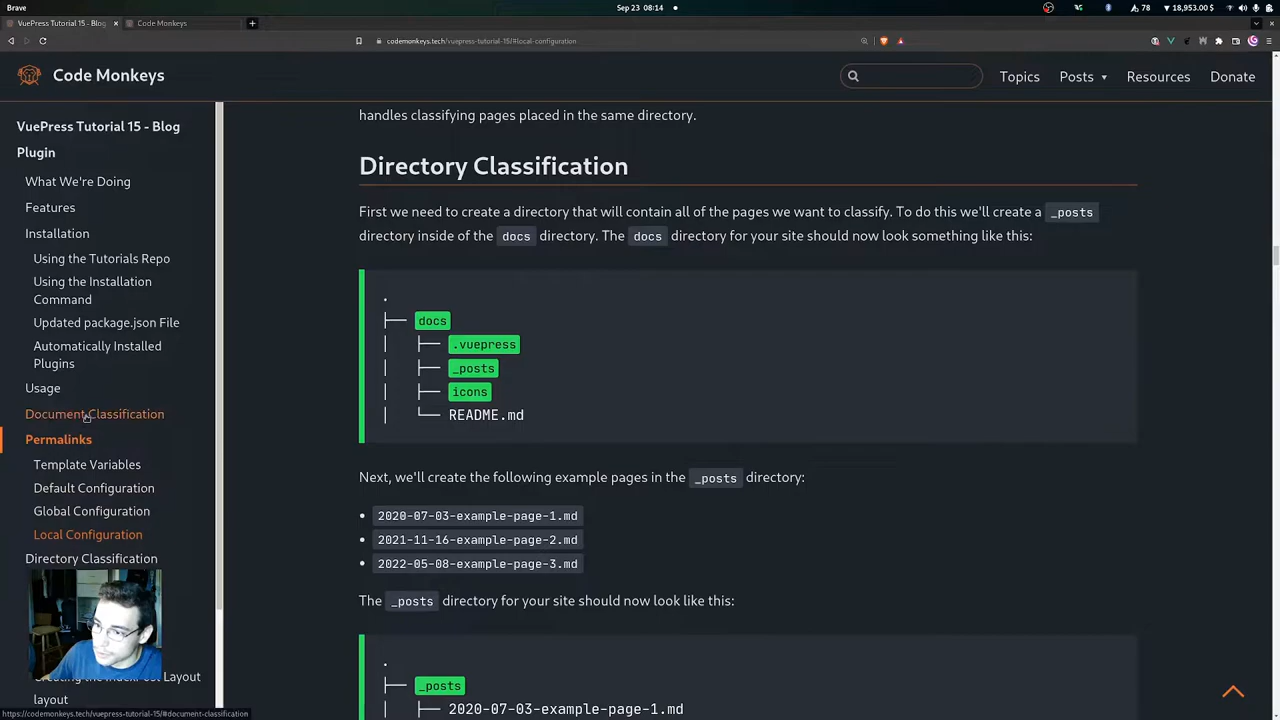 Brave
Sep 23 08:14
78
18,953.00 $
VuePress Tutorial 15 - Blog
Code Monkeys
codemonkeys.tech/vuepress-tutorial-15/#local-configuration
Code Monkeys
Topics
Posts
Resources
Donate
VuePress Tutorial 15 - Blog
Plugin
What We're Doing
Features
Installation
Using the Tutorials Repo
Using the Installation
Command
Updated package.json File
Automatically Installed
Plugins
Usage
Document Classification
Permalinks
Template Variables
Default Configuration
Global Configuration
Local Configuration
Directory Classification
Creating the IndexPost Layout
layout
handles classifying pages placed in the same directory.
Directory Classification
First we need to create a directory that will contain all of the pages we want to classify. To do this we'll create a _posts
directory inside of the docs directory. The docs directory for your site should now look something like this:
.
├── docs
│   ├── .vuepress
│   ├── _posts
│   ├── icons
│   └── README.md
Next, we'll create the following example pages in the _posts directory:
• 2020-07-03-example-page-1.md
• 2021-11-16-example-page-2.md
• 2022-05-08-example-page-3.md
The _posts directory for your site should now look like this:
.
├── _posts
│   ├── 2020-07-03-example-page-1.md
https://codemonkeys.tech/vuepress-tutorial-15/#document-classification